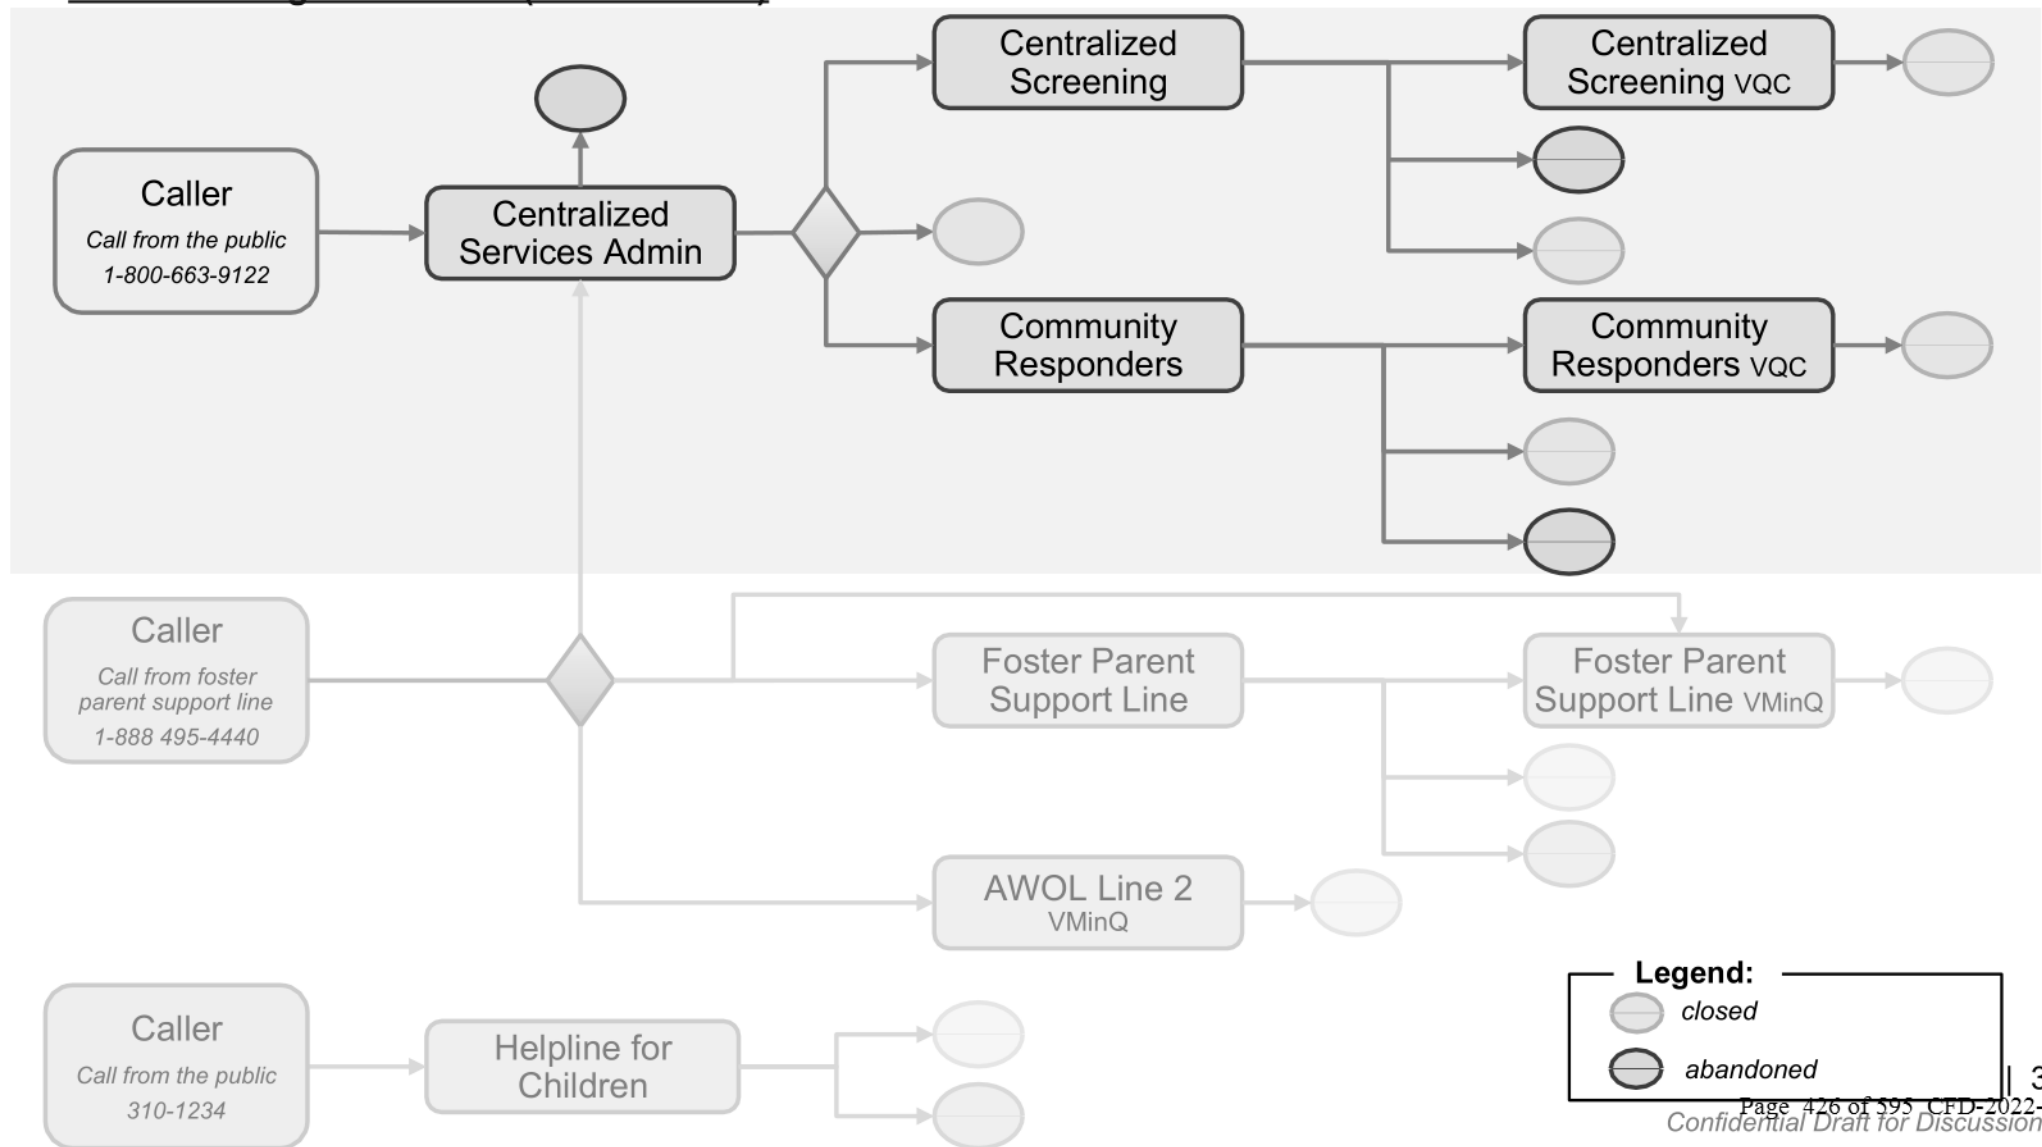 Centralized
Screening
Centralized
Screening VQC
Caller
Call from the public
1-800-663-9122
Centralized
Services Admin
Community
Responders
Community
Responders VQC
Caller
Call from foster
parent support line
1-888 495-4440
Foster Parent
Support Line
Foster Parent
Support Line VMinQ
AWOL Line 2
VMinQ
Caller
Call from the public
310-1234
Helpline for
Children
Legend:
closed
abandoned
| 3
Page 426 of 595 CFD-2022-
Confidential Draft for Discussion